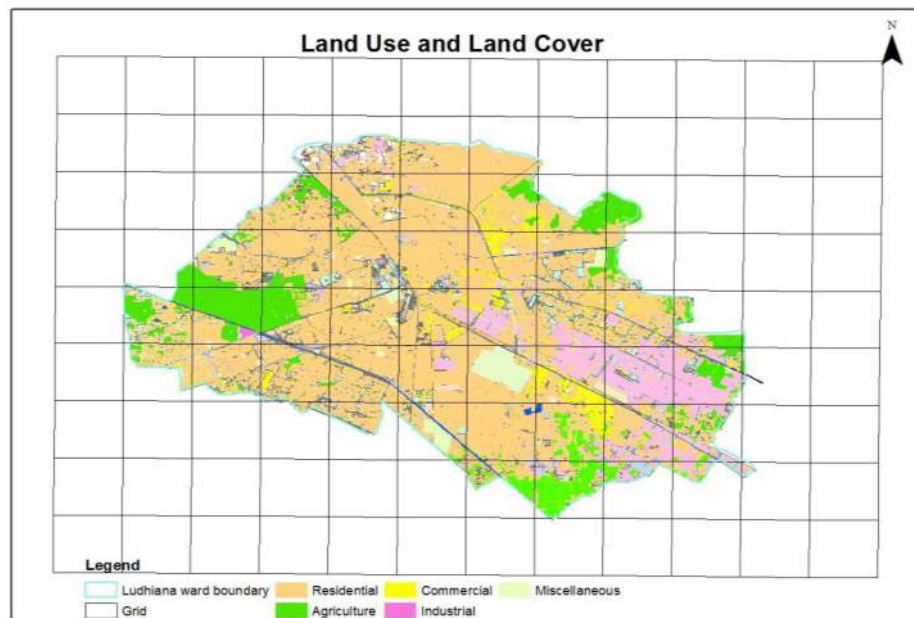 N
Land Use and Land Cover
Legend
Ludhiana ward boundary Residential Commercial Miscellaneous
Grid Agriculture Industrial